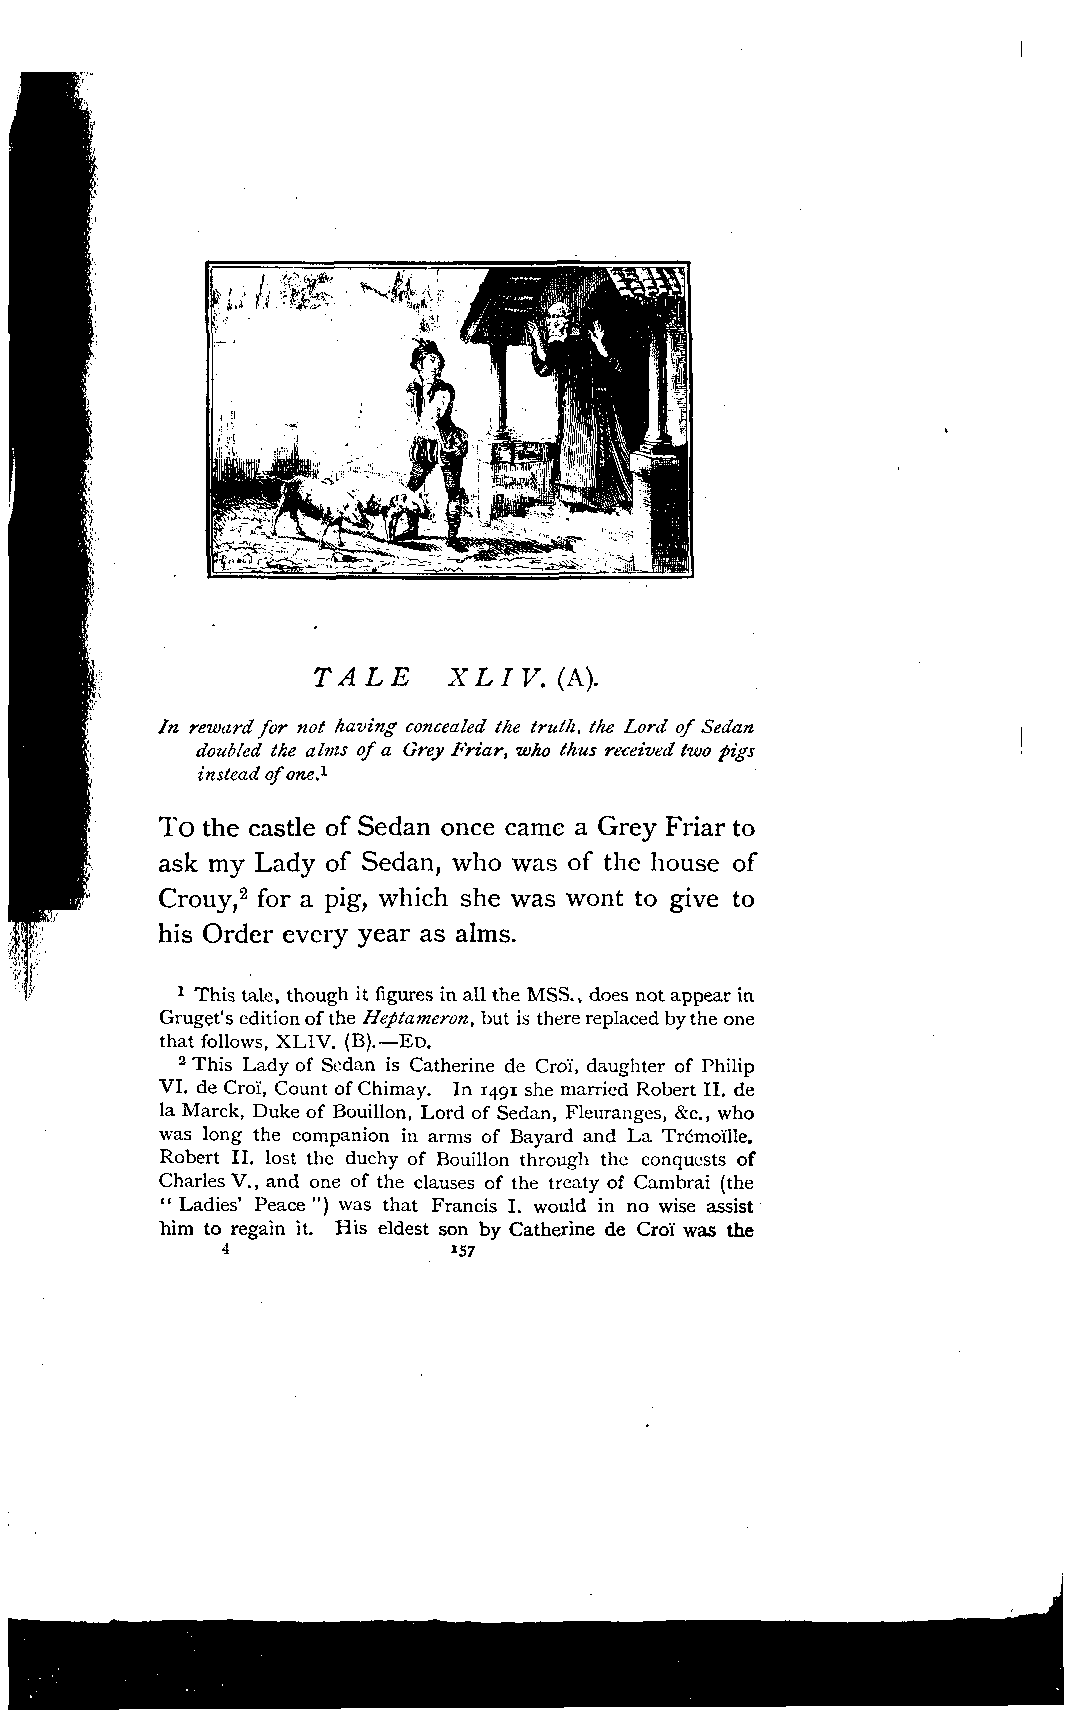 TALE XLIV. (A).
In reward for not having concealed the truth, the Lord of Sedan
doubled the alms of a Grey Friar, who thus received two pigs
instead of one.¹
To the castle of Sedan once came a Grey Friar to
ask my Lady of Sedan, who was of the house of
Crouy,² for a pig, which she was wont to give to
his Order every year as alms.
¹ This tale, though it figures in all the MSS., does not appear in
Gruget's edition of the Heptameron, but is there replaced by the one
that follows, XLIV. (B).—ED.
² This Lady of Sedan is Catherine de Croï, daughter of Philip
VI. de Croï, Count of Chimay. In 1491 she married Robert II. de
la Marck, Duke of Bouillon, Lord of Sedan, Fleuranges, &c., who
was long the companion in arms of Bayard and La Trémoïlle.
Robert II. lost the duchy of Bouillon through the conquests of
Charles V., and one of the clauses of the treaty of Cambrai (the
“ Ladies' Peace ”) was that Francis I. would in no wise assist
him to regain it. His eldest son by Catherine de Croï was the
4 157